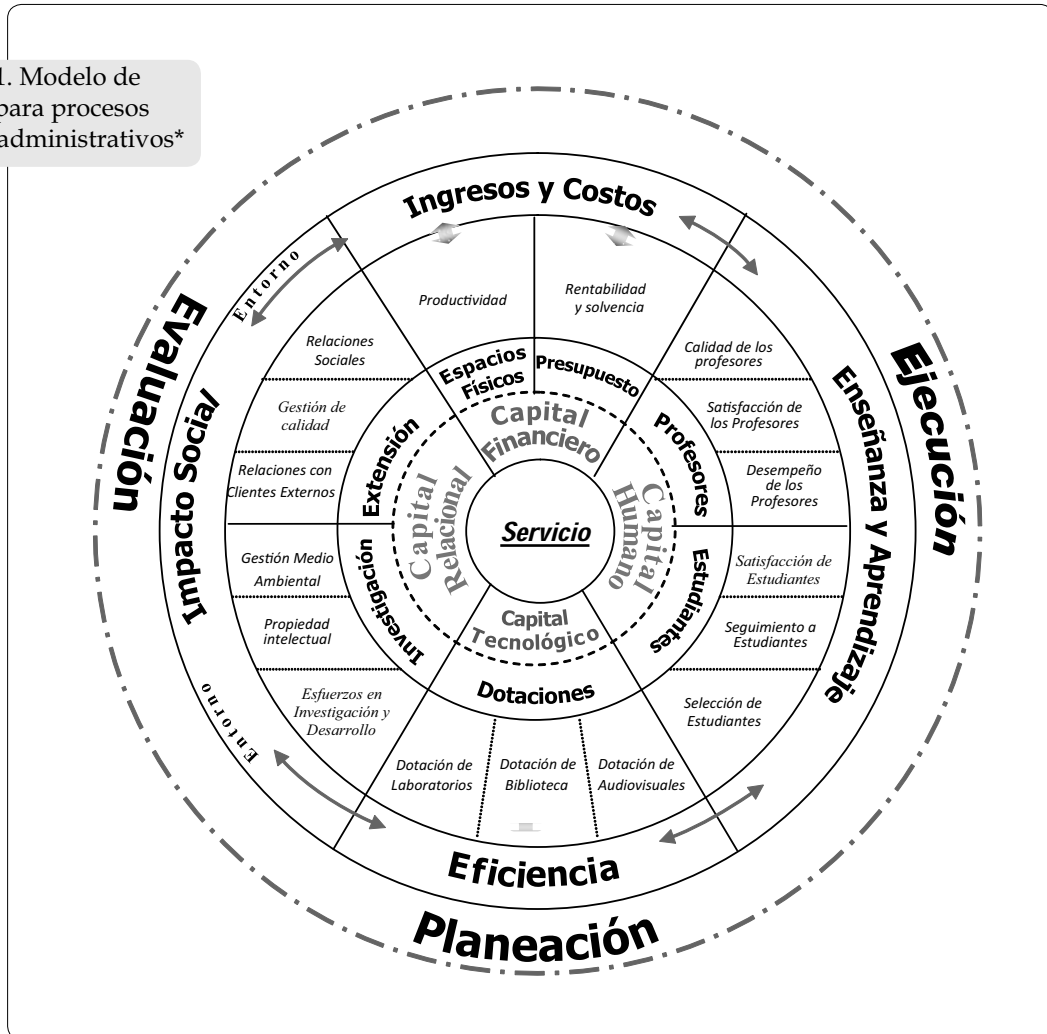 1. Modelo de
para procesos
administrativos*
Ingresos y Costos
Entorno
Evaluación
Ejecución
Productividad
Rentabilidad
y solvencia
Relaciones
Sociales
Calidad de los
profesores
Espacios
Físicos
Presupuesto
Gestión de
calidad
Satisfacción de
los Profesores
Capital
Financiero
Extensión
Profesores
Relaciones con
Clientes Externos
Desempeño
de los
Profesores
Impacto Social
Enseñanza y Aprendizaje
Capital
Relacional
Servicio
Capital
Humano
Gestión Medio
Ambiental
Satisfacción de
Estudiantes
Investigación
Estudiantes
Propiedad
intelectual
Seguimiento a
Estudiantes
Capital
Tecnológico
Esfuerzos en
Investigación y
Desarrollo
Dotaciones
Selección de
Estudiantes
Entorno
Dotación de
Laboratorios
Dotación de
Biblioteca
Dotación de
Audiovisuales
Eficiencia
Planeación